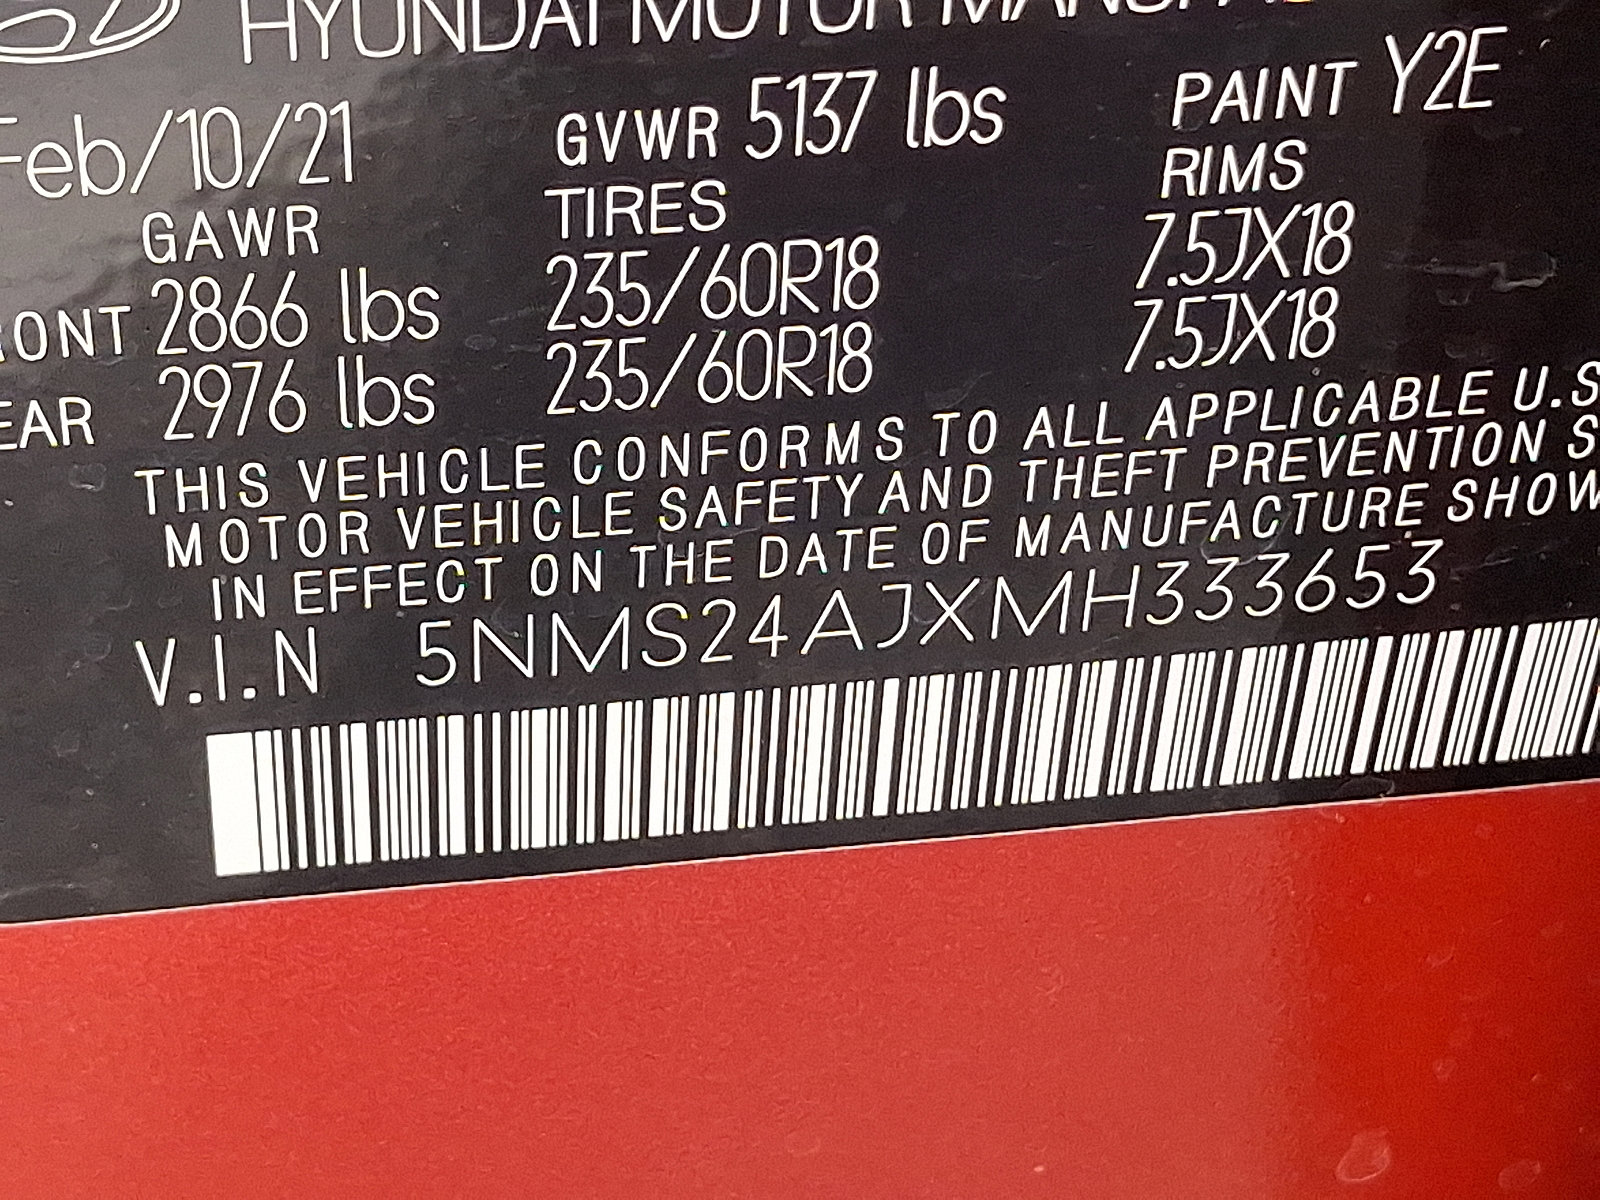 HYUNDAI MOTOR
Feb/10/21 GVWR 5137 lbs PAINT Y2E
GAWR TIRES RIMS
2866 lbs 235/60R18 7.5JX18
2976 lbs 235/60R18 7.5JX18
THIS VEHICLE CONFORMS TO ALL APPLICABLE U.S
MOTOR VEHICLE SAFETY AND THEFT PREVENTION S
IN EFFECT ON THE DATE OF MANUFACTURE SHOW
V.I.N 5NMS24AJXMH333653